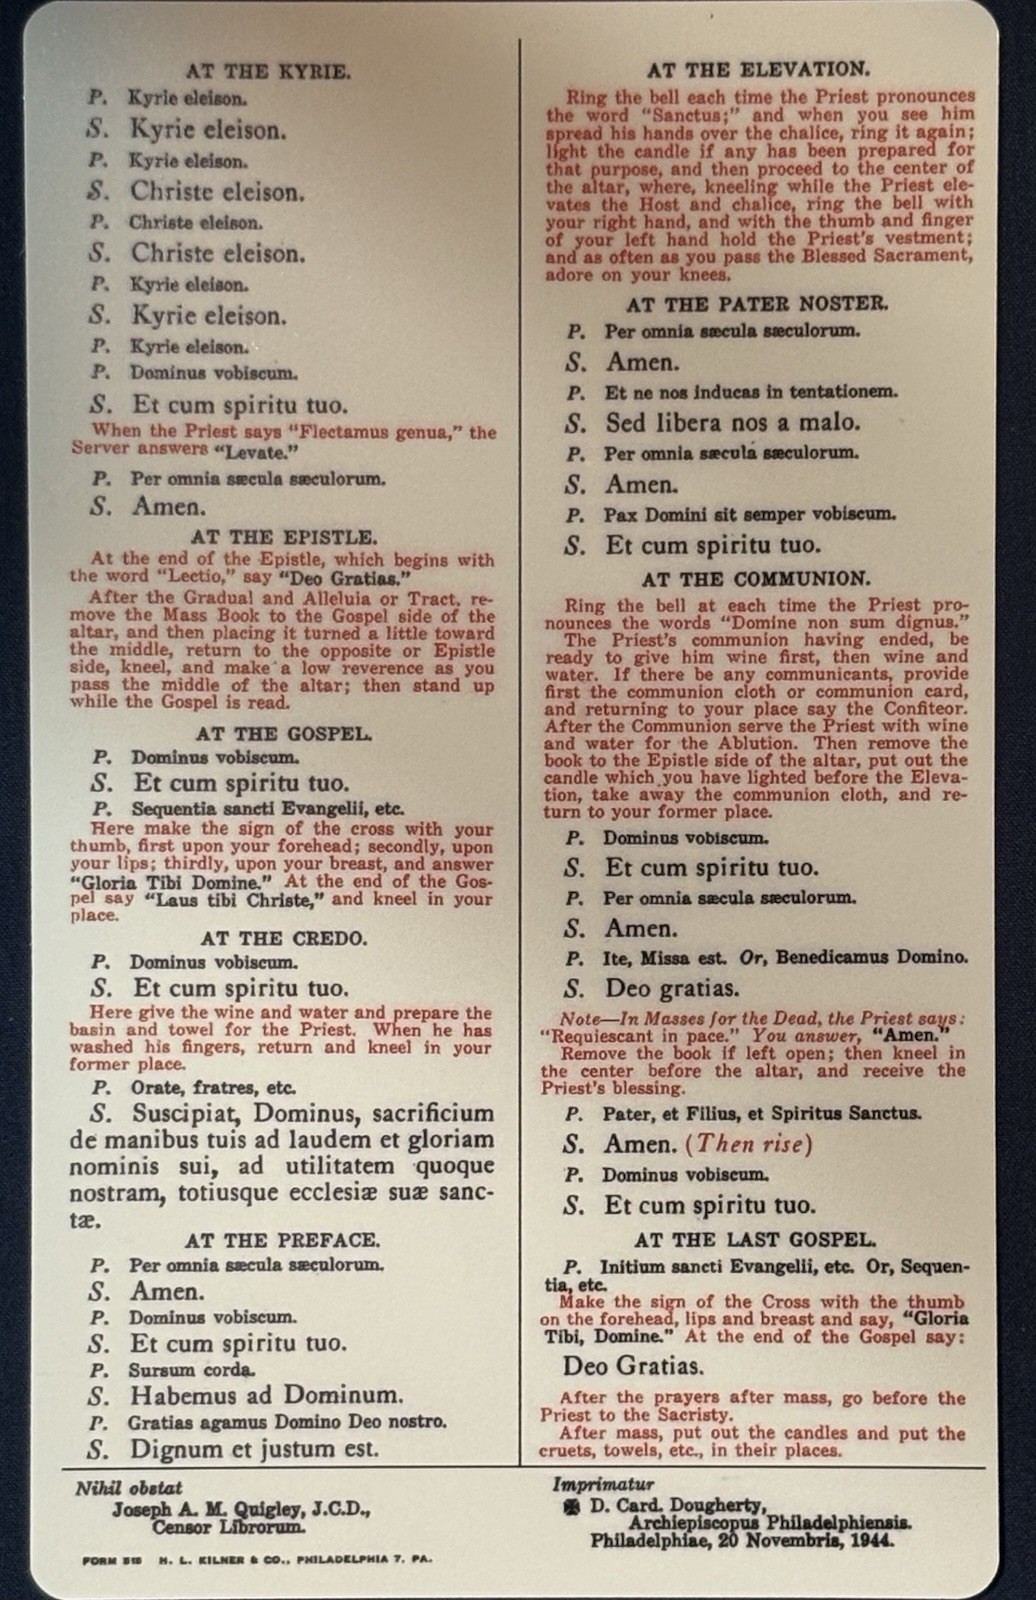 AT THE KYRIE.
P. Kyrie eleison.
S. Kyrie eleison.
P. Kyrie eleison.
S. Christe eleison.
P. Christe eleison.
S. Christe eleison.
P. Kyrie eleison.
S. Kyrie eleison.
P. Kyrie eleison.
P. Dominus vobiscum.
S. Et cum spiritu tuo.
When the Priest says "Flectamus genua," the
Server answers "Levate."
P. Per omnia sæcula sæculorum.
S. Amen.
AT THE EPISTLE.
At the end of the Epistle, which begins with
the word "Lectio," say "Deo Gratias."
After the Gradual and Alleluia or Tract, re-
move the Mass Book to the Gospel side of the
altar, and then placing it turned a little toward
the middle, return to the opposite or Epistle
side, kneel, and make a low reverence as you
pass the middle of the altar; then stand up
while the Gospel is read.
AT THE GOSPEL.
P. Dominus vobiscum.
S. Et cum spiritu tuo.
P. Sequentia sancti Evangelii, etc.
Here make the sign of the cross with your
thumb, first upon your forehead; secondly, upon
your lips; thirdly, upon your breast, and answer
"Gloria Tibi Domine." At the end of the Gos-
pel say "Laus tibi Christe," and kneel in your
place.
AT THE CREDO.
P. Dominus vobiscum.
S. Et cum spiritu tuo.
Here give the wine and water and prepare the
basin and towel for the Priest. When he has
washed his fingers, return and kneel in your
former place.
P. Orate, fratres, etc.
S. Suscipiat, Dominus, sacrificium
de manibus tuis ad laudem et gloriam
nominis sui, ad utilitatem quoque
nostram, totiusque ecclesiæ suæ sanc-
tæ.
AT THE PREFACE.
P. Per omnia sæcula sæculorum.
S. Amen.
P. Dominus vobiscum.
S. Et cum spiritu tuo.
P. Sursum corda.
S. Habemus ad Dominum.
P. Gratias agamus Domino Deo nostro.
S. Dignum et justum est.
AT THE ELEVATION.
Ring the bell each time the Priest pronounces
the word "Sanctus;" and when you see him
spread his hands over the chalice, ring it again;
light the candle if any has been prepared for
that purpose, and then proceed to the center of
the altar, where, kneeling while the Priest ele-
vates the Host and chalice, ring the bell with
your right hand, and with the thumb and finger
of your left hand hold the Priest's vestment;
and as often as you pass the Blessed Sacrament,
adore on your knees.
AT THE PATER NOSTER.
P. Per omnia sæcula sæculorum.
S. Amen.
P. Et ne nos inducas in tentationem.
S. Sed libera nos a malo.
P. Per omnia sæcula sæculorum.
S. Amen.
P. Pax Domini sit semper vobiscum.
S. Et cum spiritu tuo.
AT THE COMMUNION.
Ring the bell at each time the Priest pro-
nounces the words "Domine non sum dignus."
The Priest's communion having ended, be
ready to give him wine first, then wine and
water. If there be any communicants, provide
first the communion cloth or communion card,
and returning to your place say the Confiteor.
After the Communion serve the Priest with wine
and water for the Ablution. Then remove the
book to the Epistle side of the altar, put out the
candle which you have lighted before the Eleva-
tion, take away the communion cloth, and re-
turn to your former place.
P. Dominus vobiscum.
S. Et cum spiritu tuo.
P. Per omnia sæcula sæculorum.
S. Amen.
P. Ite, Missa est. Or, Benedicamus Domino.
S. Deo gratias.
Note—In Masses for the Dead, the Priest says:
"Requiescant in pace." You answer, "Amen."
Remove the book if left open; then kneel in
the center before the altar, and receive the
Priest's blessing.
P. Pater, et Filius, et Spiritus Sanctus.
S. Amen. (Then rise)
P. Dominus vobiscum.
S. Et cum spiritu tuo.
AT THE LAST GOSPEL.
P. Initium sancti Evangelii, etc. Or, Sequen-
tia, etc.
Make the sign of the Cross with the thumb
on the forehead, lips and breast and say, "Gloria
Tibi, Domine." At the end of the Gospel say:
Deo Gratias.
After the prayers after mass, go before the
Priest to the Sacristy.
After mass, put out the candles and put the
cruets, towels, etc., in their places.
Nihil obstat
Joseph A. M. Quigley, J.C.D.,
Censor Librorum.
FORM 515 H. L. KILNER & CO., PHILADELPHIA 7, PA.
Imprimatur
✠ D. Card. Dougherty,
Archiepiscopus Philadelphiensis.
Philadelphiae, 20 Novembris, 1944.